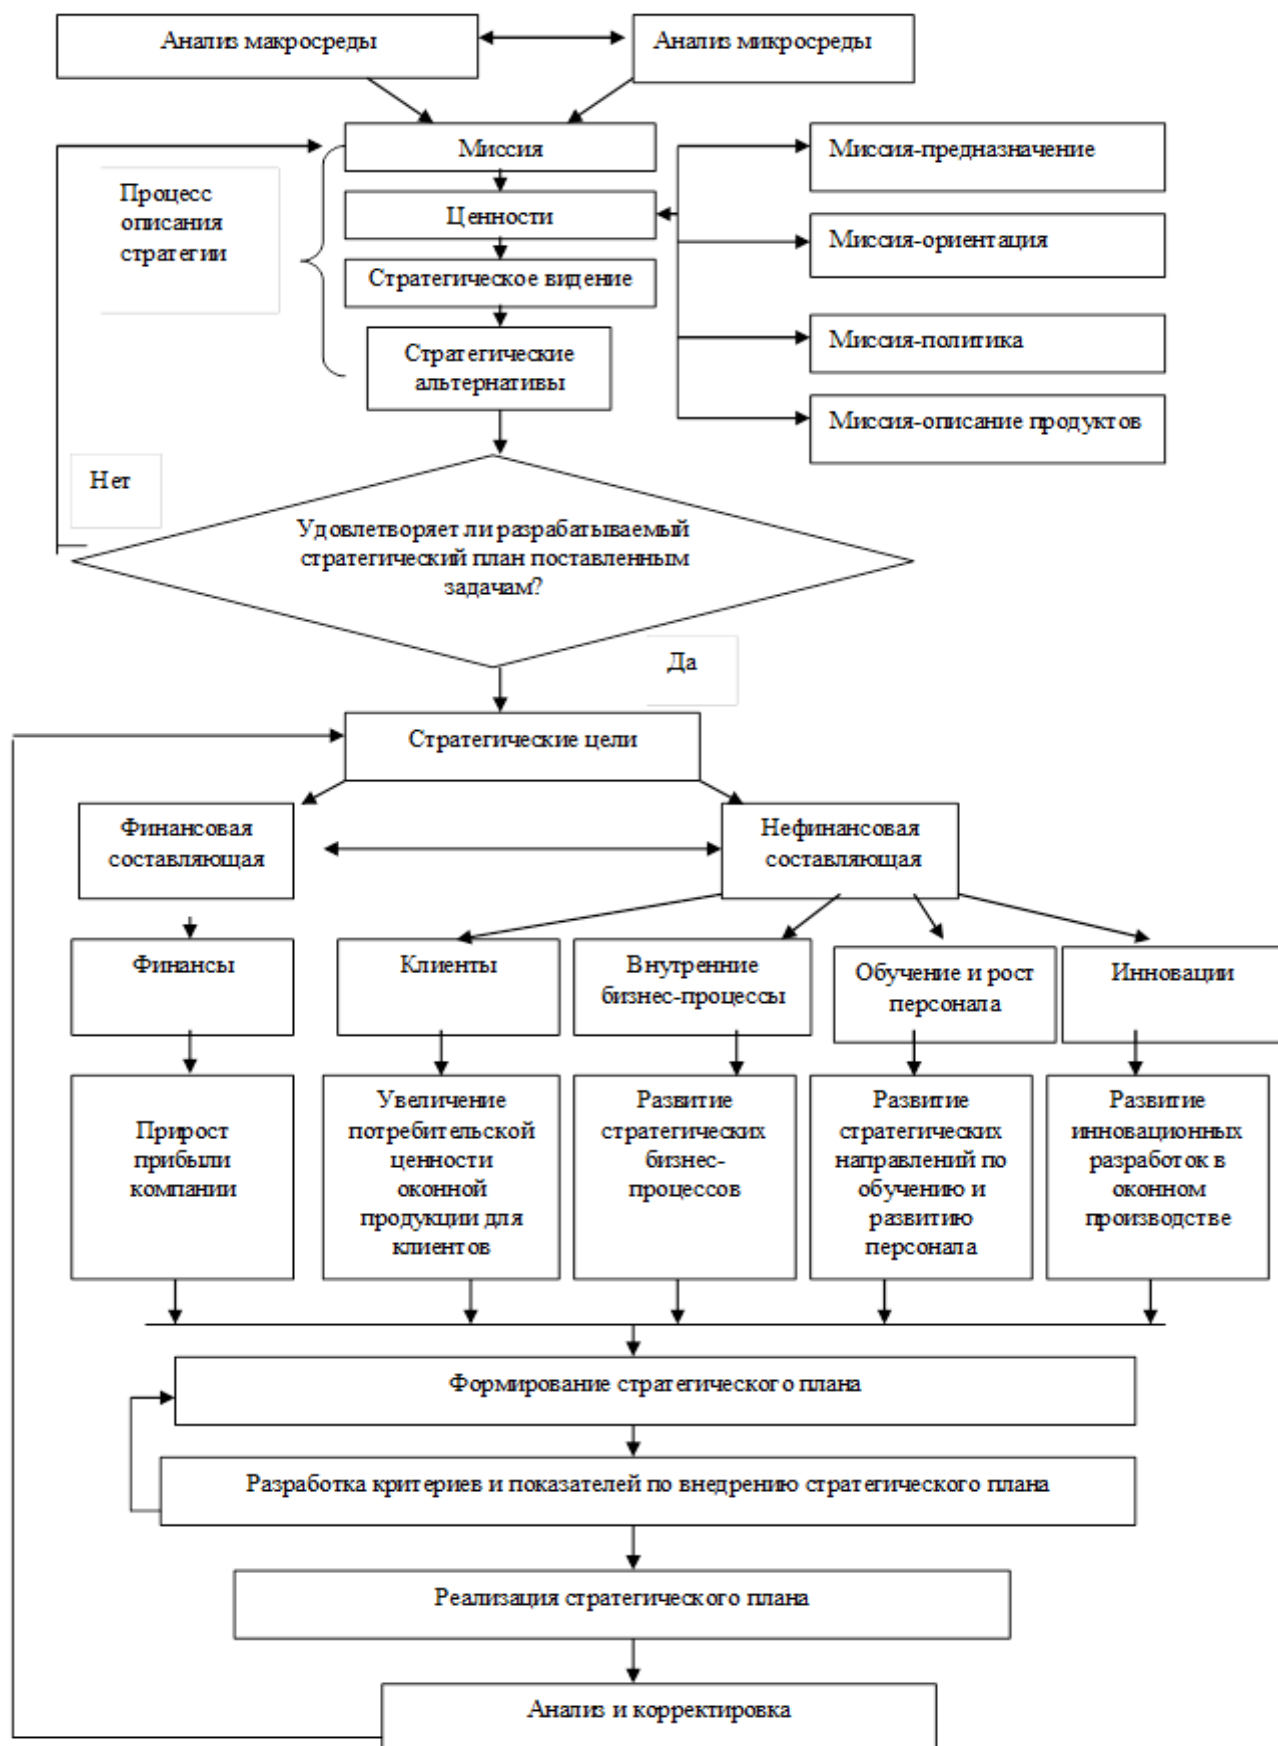 Анализ макросреды
Анализ микросреды
Миссия
Миссия-предназначение
Процесс
описания
стратегии
Ценности
Миссия-ориентация
Стратегическое видение
Стратегические
альтернативы
Миссия-политика
Миссия-описание продуктов
Нет
Удовлетворяет ли разрабатываемый
стратегический план поставленным
задачам?
Да
Стратегические цели
Финансовая
составляющая
Нефинансовая
составляющая
Финансы
Клиенты
Внутренние
бизнес-процессы
Обучение и рост
персонала
Инновации
Прирост
прибыли
компании
Увеличение
потребительской
ценности
оконной
продукции для
клиентов
Развитие
стратегических
бизнес-
процессов
Развитие
стратегических
направлений по
обучению и
развитию
персонала
Развитие
инновационных
разработок в
оконном
производстве
Формирование стратегического плана
Разработка критериев и показателей по внедрению стратегического плана
Реализация стратегического плана
Анализ и корректировка